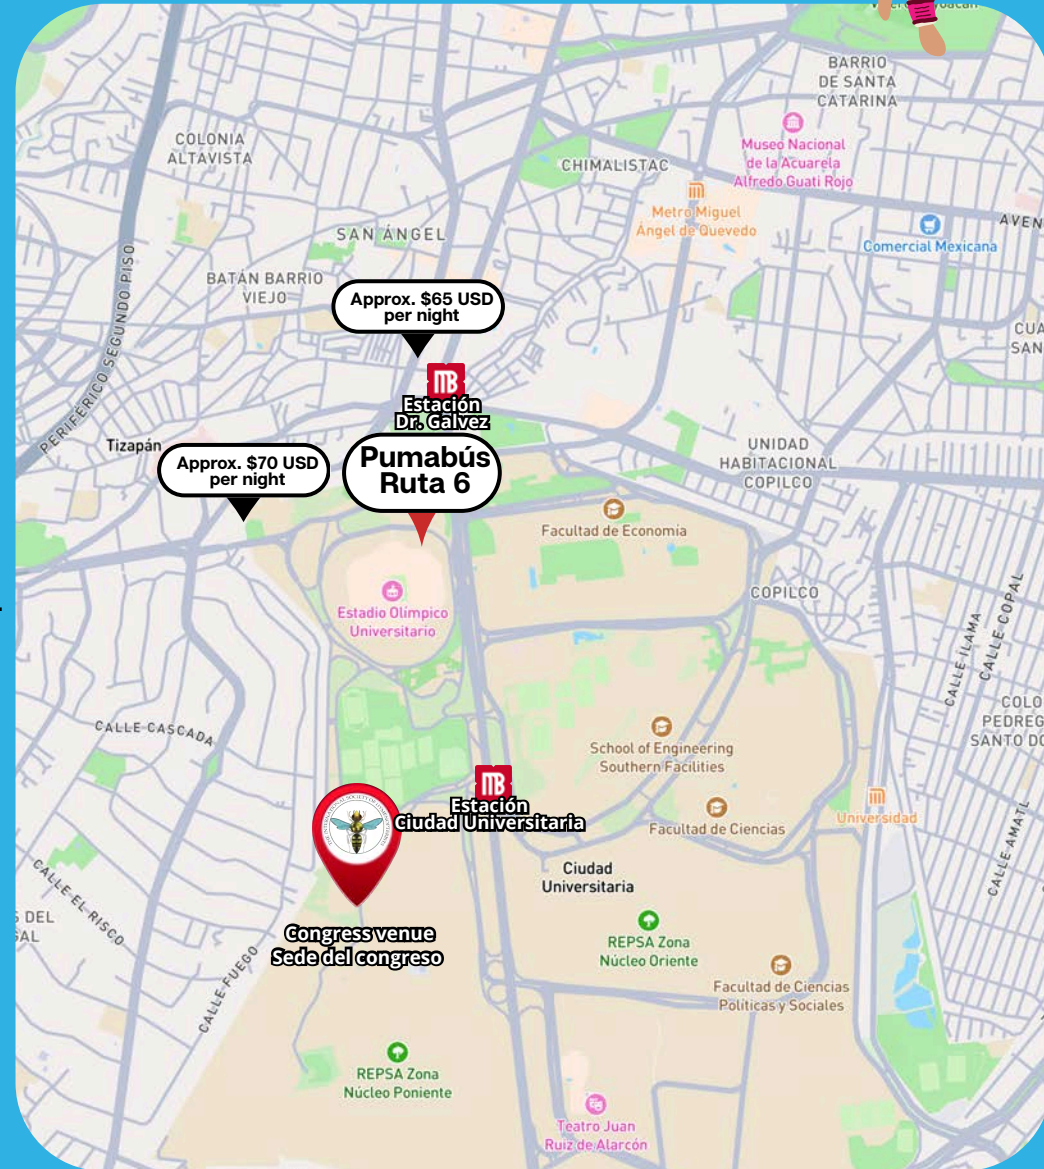 BARRIO
DE SANTA
CATARINA
COLONIA
ALTAVISTA
Museo Nacional
de la Acuarela
Alfredo Guati Rojo
CHIMALISTAC
Metro Miguel
Ángel de Quevedo
AVEN
SAN ÁNGEL
Comercial Mexicana
BATÁN BARRIO
VIEJO
PERIFÉRICO SEGUNDO PISO
Approx. $65 USD
per night
CUA
SAN
Estación
Dr. Galvez
Tizapán
UNIDAD
HABITACIONAL
COPILCO
Approx. $70 USD
per night
Pumabús
Ruta 6
Facultad de Economía
Estadio Olímpico
Universitario
COPILCO
CALLE ILAMA
CALLE COPAL
CALLE CASCADA
COLO
PEDREG
SANTO DO
School of Engineering
Southern Facilities
Estación
Ciudad Universitaria
Facultad de Ciencias
Universidad
CALLE AMATL
Ciudad
Universitaria
CALLE EL RISCO
S DEL
GAL
Congress venue
Sede del congreso
REPSA Zona
Núcleo Oriente
CALLE FUEGO
Facultad de Ciencias
Políticas y Sociales
REPSA Zona
Núcleo Poniente
Teatro Juan
Ruiz de Alarcón